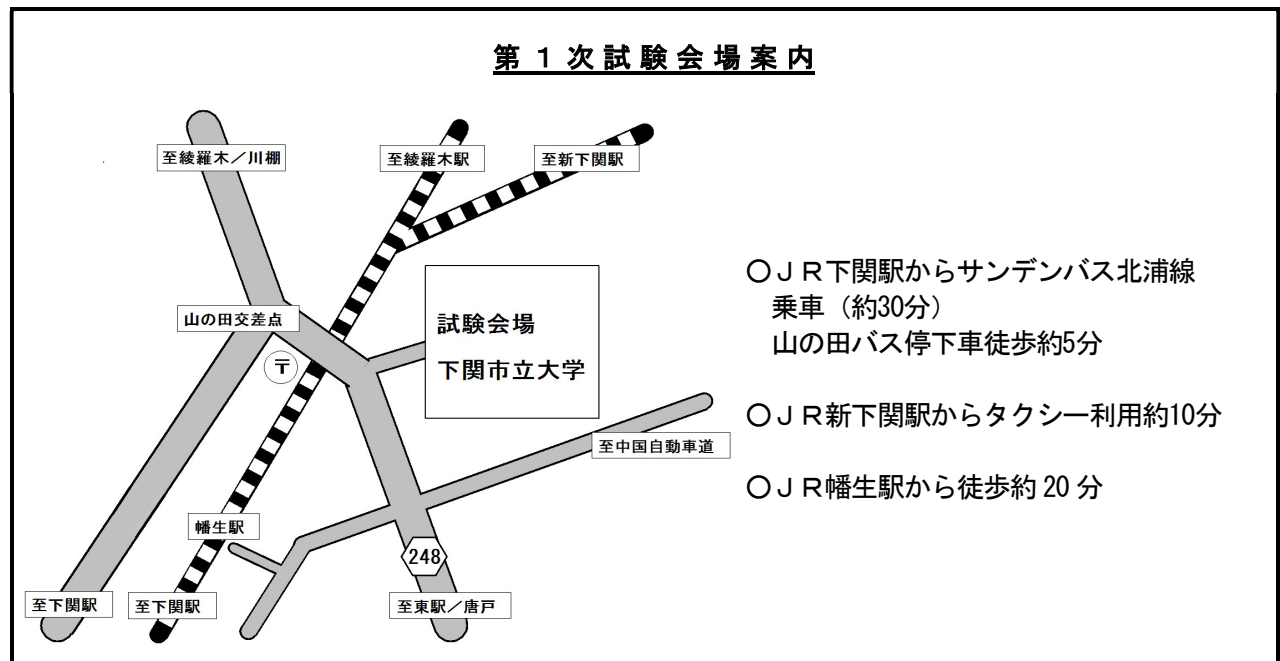 第１次試験会場案内
至綾羅木／川棚
至綾羅木駅
至新下関駅
山の田交差点
〒
試験会場
下関市立大学
至中国自動車道
幡生駅
248
至下関駅
至下関駅
至東駅／唐戸
○ＪＲ下関駅からサンデンバス北浦線
乗車（約30分）
山の田バス停下車徒歩約5分
○ＪＲ新下関駅からタクシー利用約10分
○ＪＲ幡生駅から徒歩約 20 分